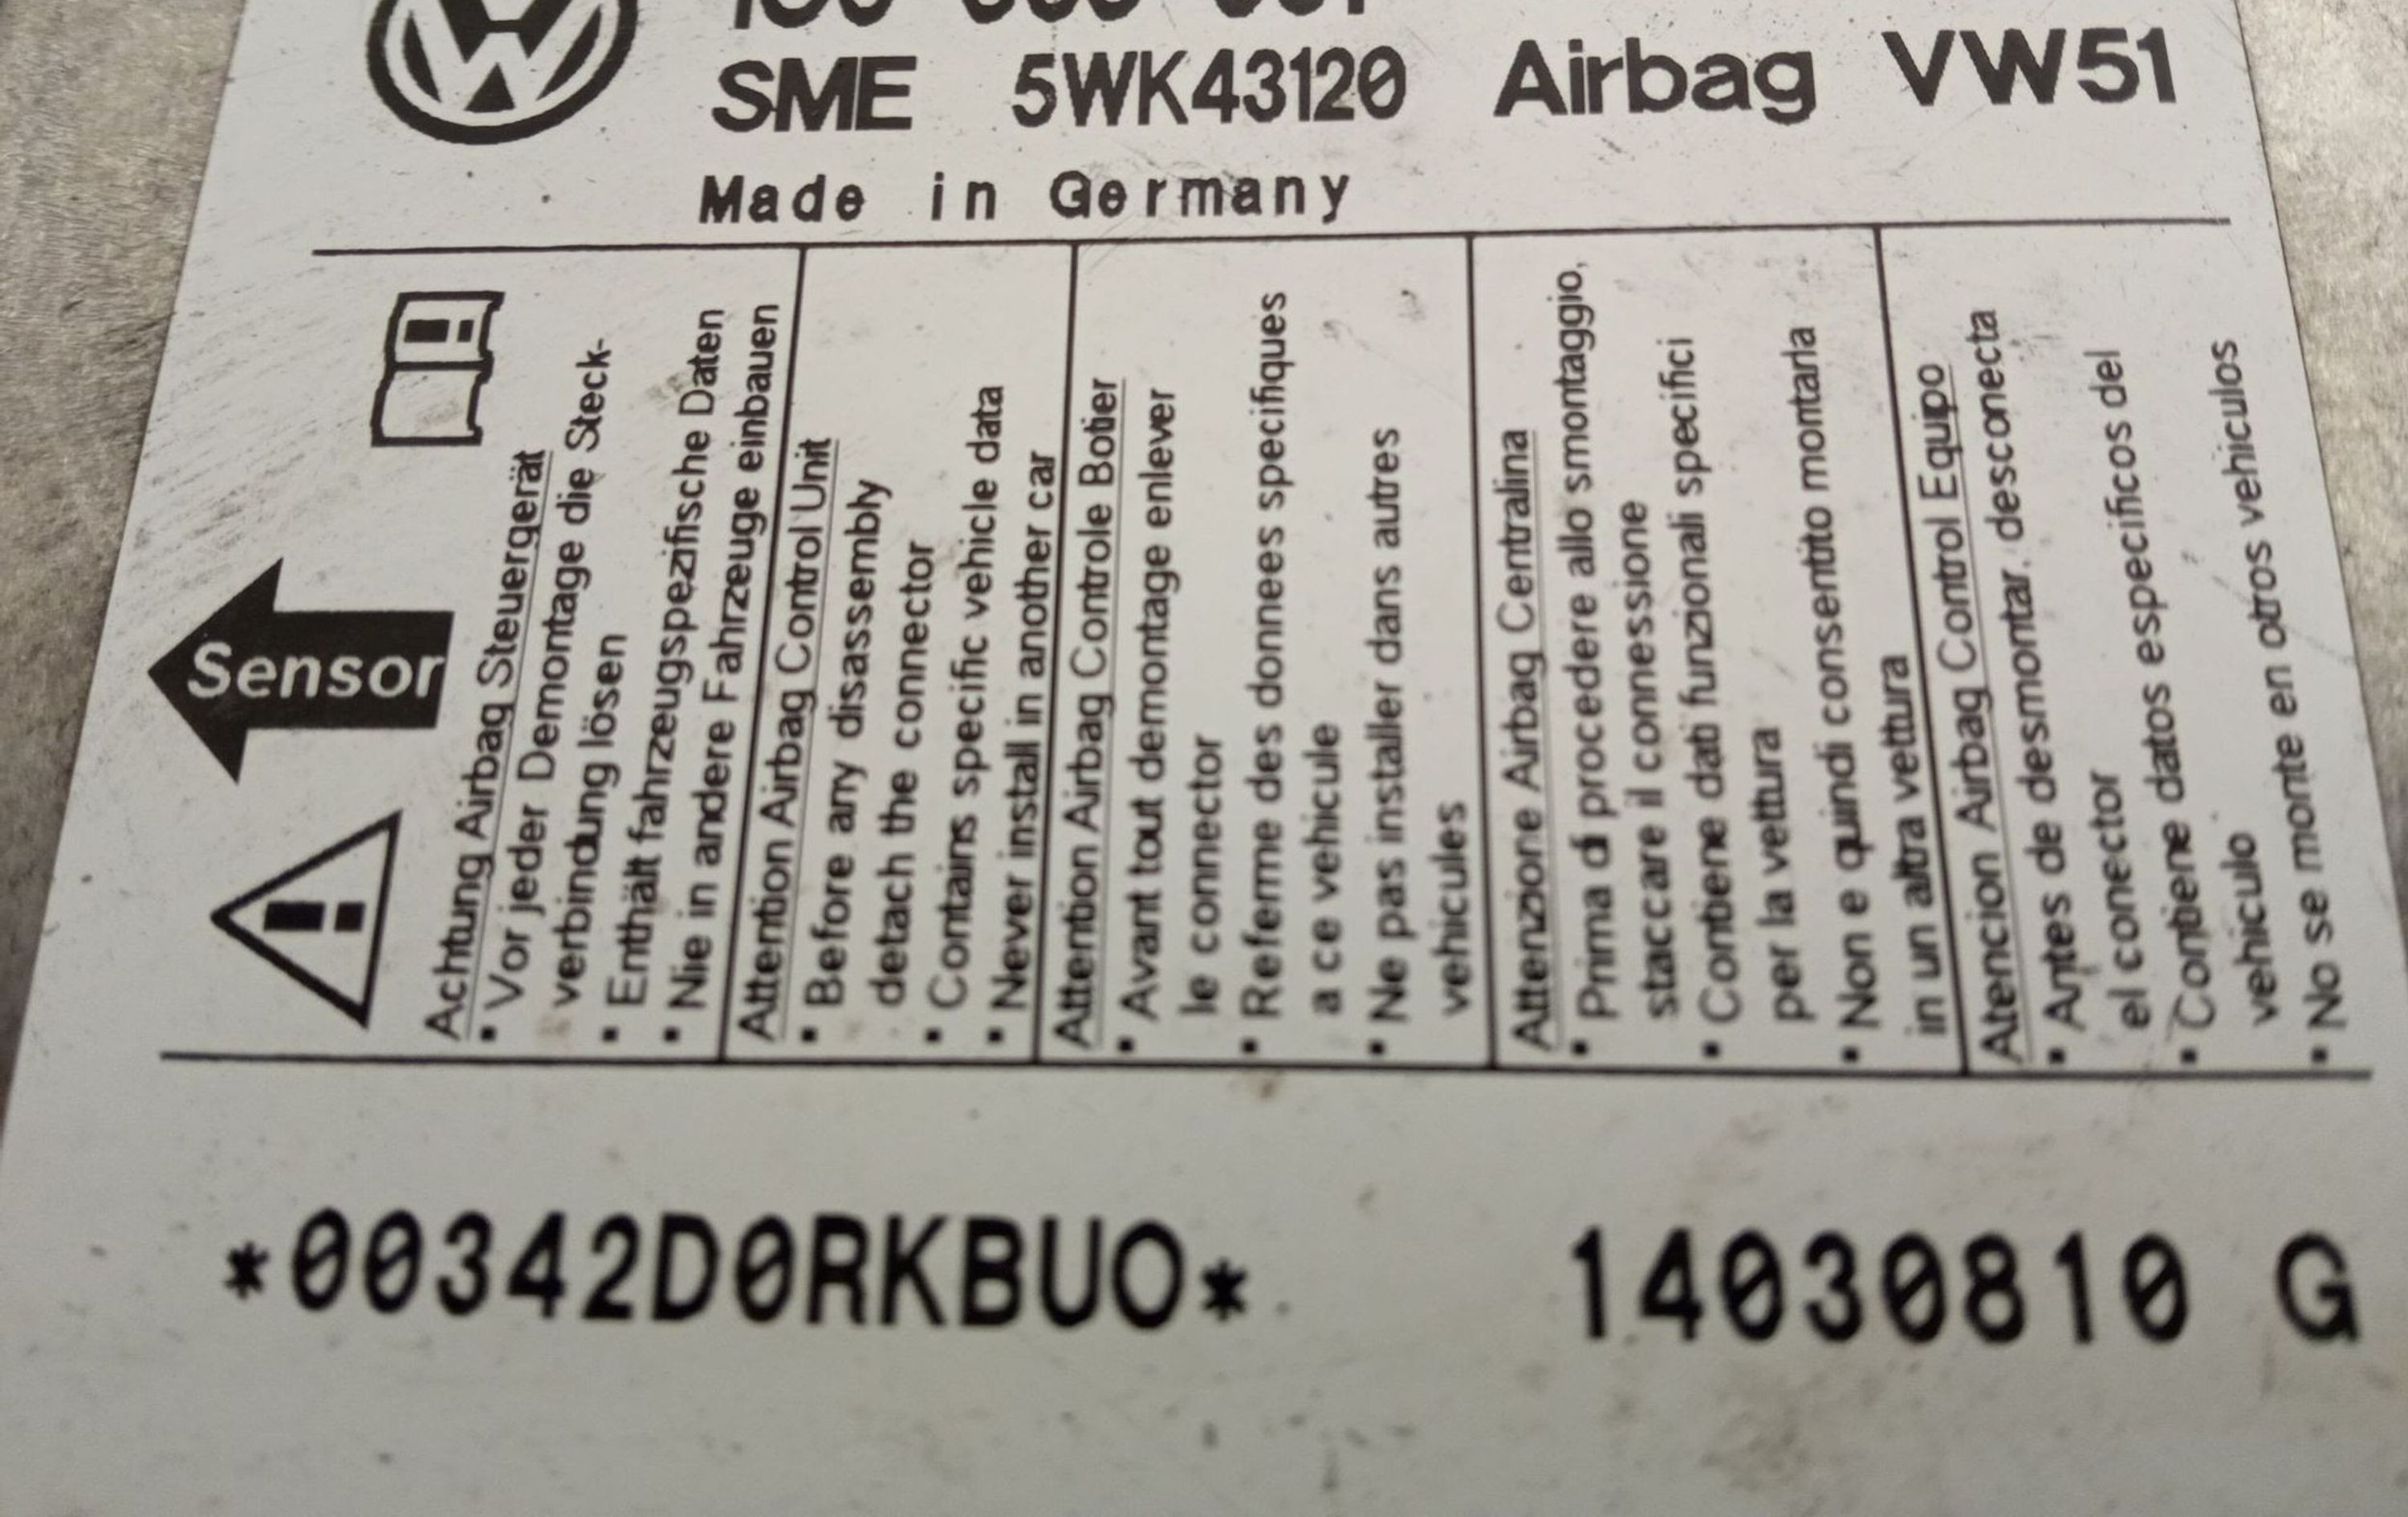 SME 5WK43120 Airbag VW51
Made in Germany
Sensor
Achtung Airbag Steuergerät
• Vor jeder Demontage die Steck-
verbindung lösen
• Enthält fahrzeugspezifische Daten
• Nie in andere Fahrzeuge einbauen
Attention Airbag Control Unit
• Before any disassembly
detach the connector
• Contains specific vehicle data
• Never install in another car
Attention Airbag Controle Botier
• Avant tout demontage enlever
le connector
• Referme des donnees specifiques
a ce vehicule
• Ne pas installer dans autres
vehicules
Attenzione Airbag Centralina
• Prima di procedere allo smontaggio,
staccare il connessione
• Contiene dati funzionali specifici
per la vettura
• Non e quindi consentito montarla
in un altra vettura
Atencion Airbag Control Equipo
• Antes de desmontar. desconecta
el conector
• Contiene datos especificos del
vehiculo
• No se monte en otros vehiculos
*00342D0RKBUO* 14030810 G